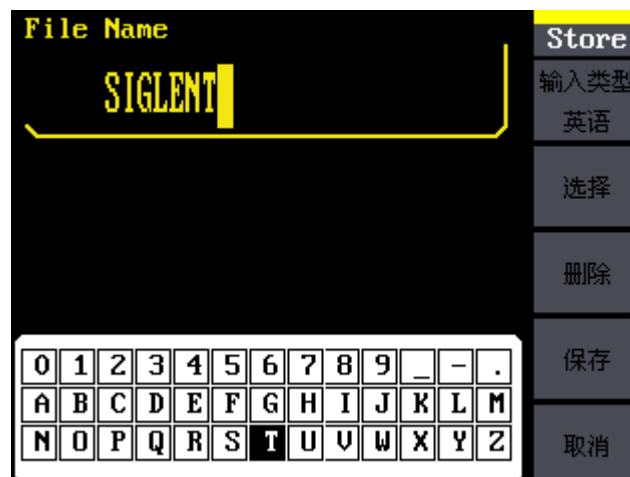 File Name
SIGLENT
Store
输入类型
英语
选择
删除
保存
取消
0 1 2 3 4 5 6 7 8 9 _ - .
A B C D E F G H I J K L M
N O P Q R S T U V W X Y Z